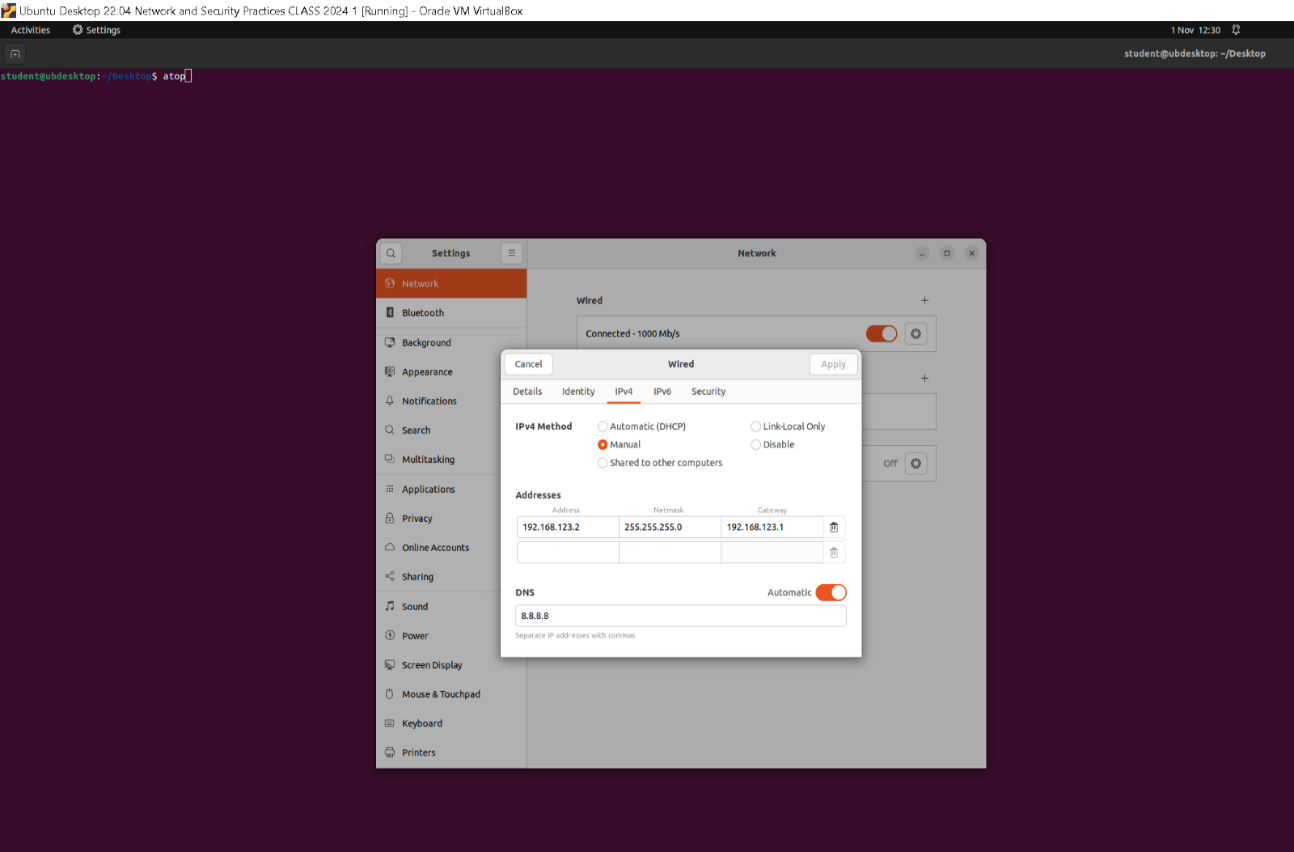 Ubuntu Desktop 22.04 Network and Security Practices CLASS 2024 1 [Running] - Oracle VM VirtualBox
Activities Settings 1 Nov 12:30
student@ubdesktop: ~/Desktop
student@ubdesktop:~/Desktop$ atop
Settings Network
Network
Wired
Bluetooth
Connected - 1000 Mb/s
Background
Cancel Wired Apply
Appearance
Details Identity IPv4 IPv6 Security
Notifications
IPv4 Method Automatic (DHCP) Link-Local Only
Search
Manual Disable
Multitasking
Shared to other computers
Off
Applications
Addresses
Address Netmask Gateway
Privacy
192.168.123.2 255.255.255.0 192.168.123.1
Online Accounts
Sharing
DNS Automatic
Sound
8.8.8.8
Power
Separate IP addresses with commas
Screen Display
Mouse & Touchpad
Keyboard
Printers